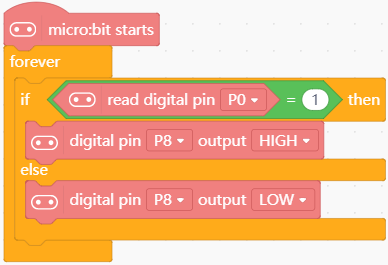 micro:bit starts
forever
if read digital pin P0 = 1 then
digital pin P8 output HIGH
else
digital pin P8 output LOW